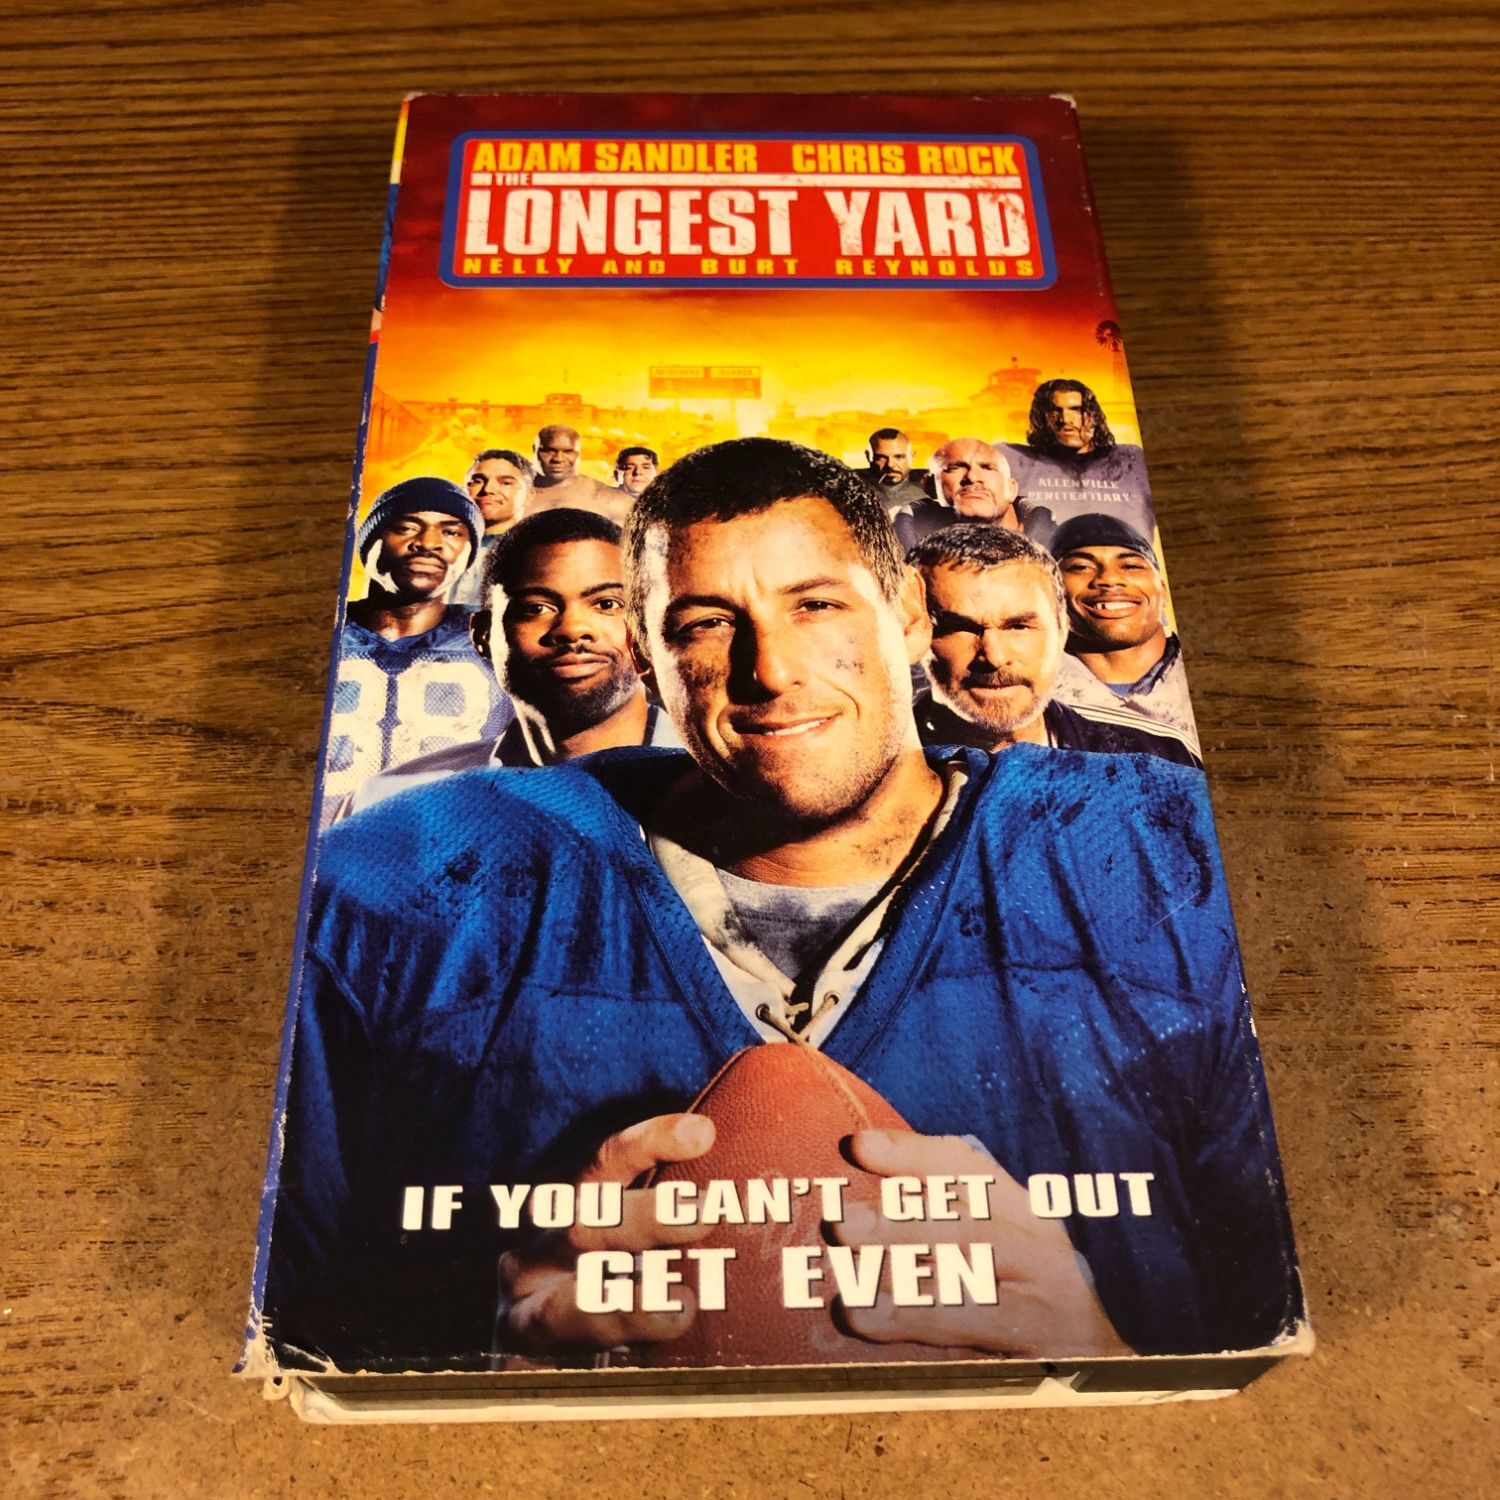 ADAM SANDLER CHRIS ROCK
THE
LONGEST YARD
NELLY AND BURT REYNOLDS
ALLENVILLE
PENITENTIARY
88
IF YOU CAN'T GET OUT
GET EVEN